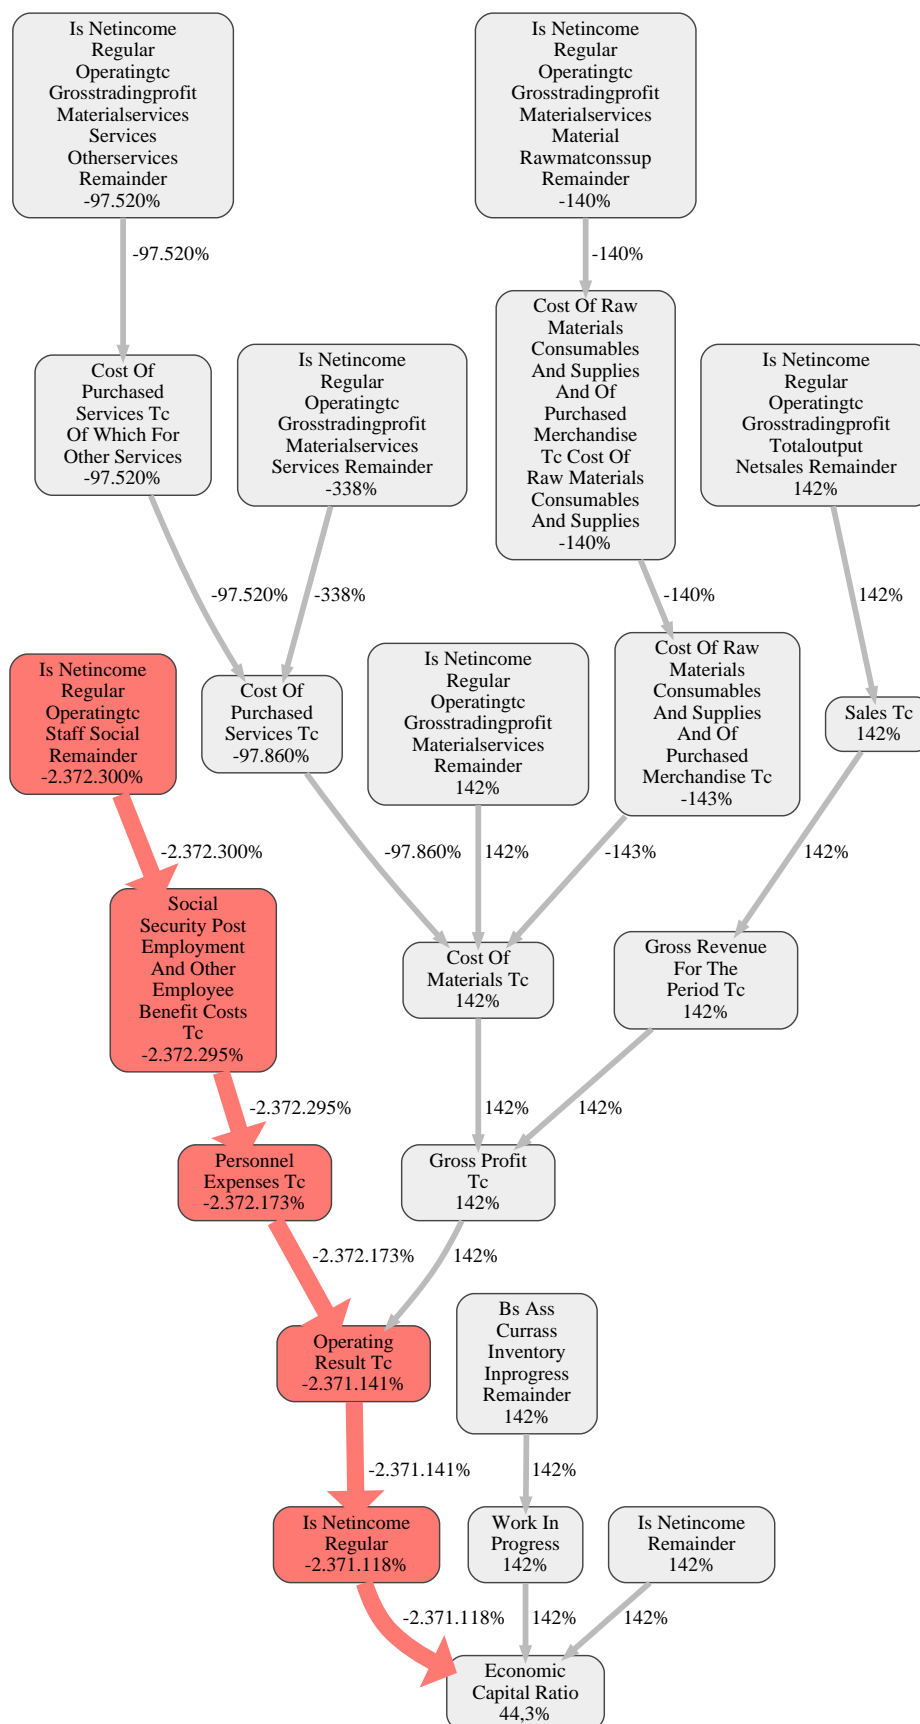 Is Netincome
Regular
Operatingtc
Grosstradingprofit
Materialservices
Services
Otherservices
Remainder
-97.520%
Is Netincome
Regular
Operatingtc
Grosstradingprofit
Materialservices
Material
Rawmatconssup
Remainder
-140%
-97.520%
-140%
Cost Of
Purchased
Services Tc
Of Which For
Other Services
-97.520%
Is Netincome
Regular
Operatingtc
Grosstradingprofit
Materialservices
Services Remainder
-338%
Cost Of Raw
Materials
Consumables
And Supplies
And Of
Purchased
Merchandise
Tc Cost Of
Raw Materials
Consumables
And Supplies
-140%
Is Netincome
Regular
Operatingtc
Grosstradingprofit
Totaloutput
Netsales Remainder
142%
-97.520%
-338%
-140%
142%
Is Netincome
Regular
Operatingtc
Staff Social
Remainder
-2.372.300%
Cost Of
Purchased
Services Tc
-97.860%
Is Netincome
Regular
Operatingtc
Grosstradingprofit
Materialservices
Remainder
142%
Cost Of Raw
Materials
Consumables
And Supplies
And Of
Purchased
Merchandise Tc
-143%
Sales Tc
142%
-2.372.300%
-97.860%
142%
-143%
142%
Social
Security Post
Employment
And Other
Employee
Benefit Costs
Tc
-2.372.295%
Cost Of
Materials Tc
142%
Gross Revenue
For The
Period Tc
142%
-2.372.295%
142%
142%
Personnel
Expenses Tc
-2.372.173%
Gross Profit
Tc
142%
-2.372.173%
142%
Operating
Result Tc
-2.371.141%
Bs Ass
Currass
Inventory
Inprogress
Remainder
142%
-2.371.141%
142%
Is Netincome
Regular
-2.371.118%
Work In
Progress
142%
Is Netincome
Remainder
142%
-2.371.118%
142%
142%
Economic
Capital Ratio
44,3%